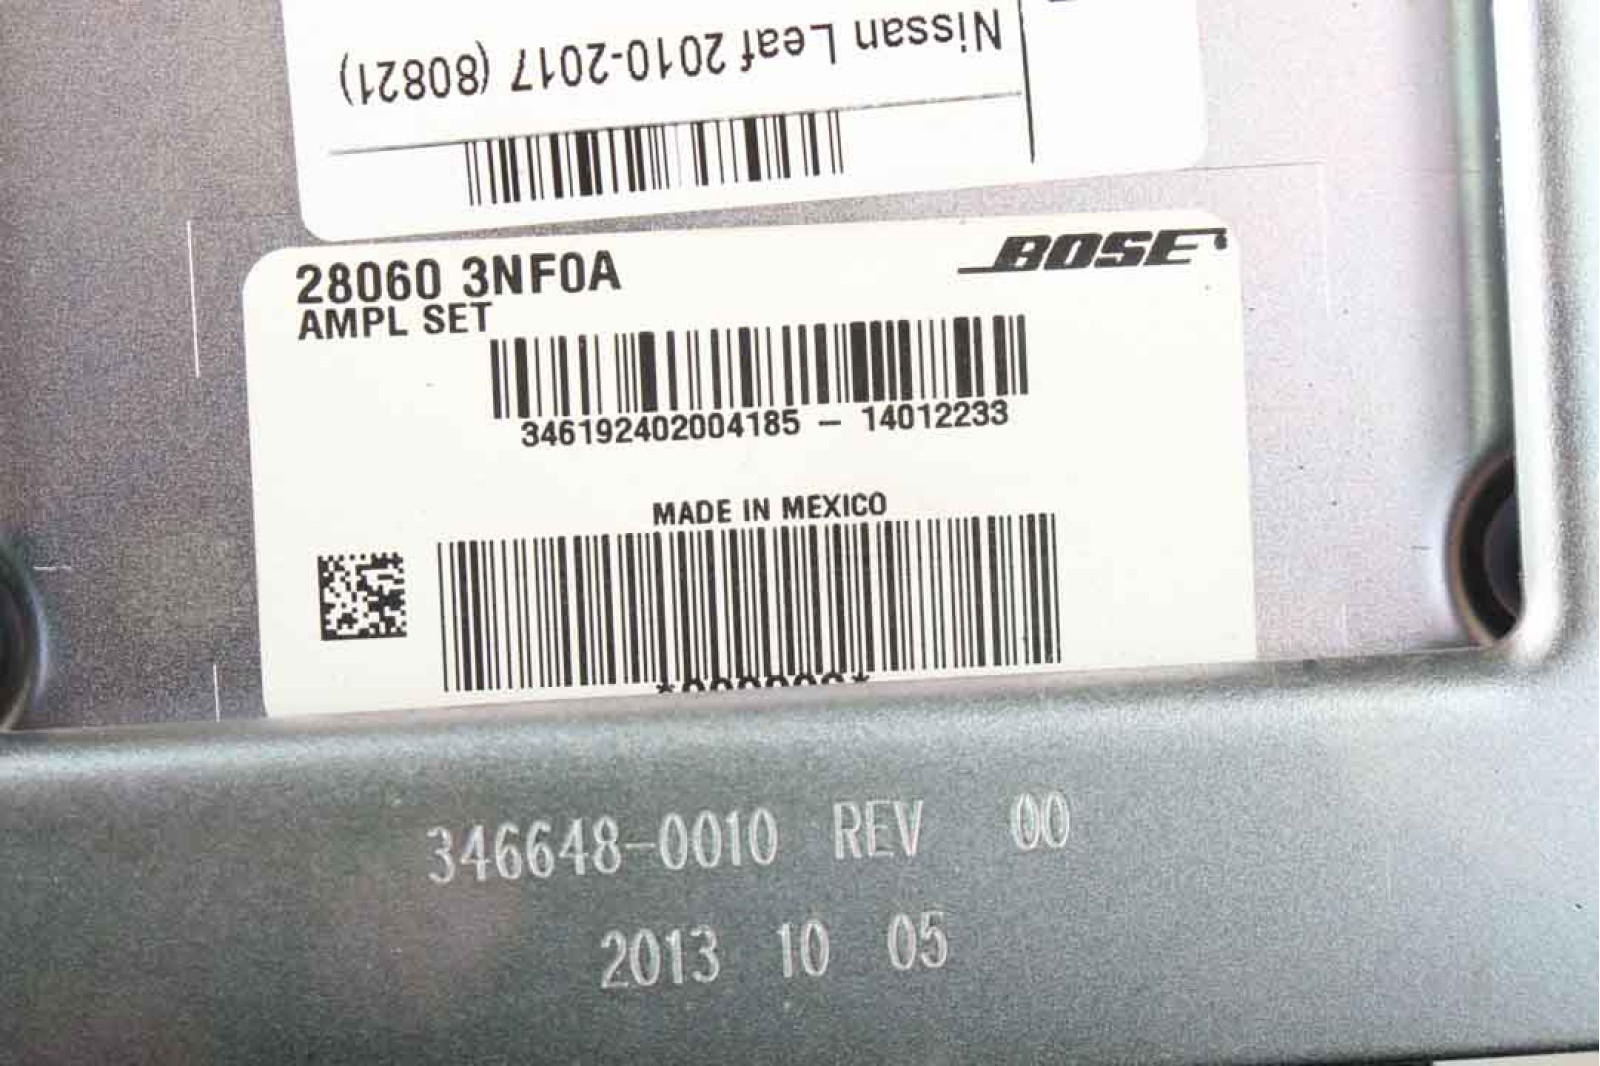 Nissan Leaf 2010-2017 (80821)
28060 3NF0A
BOSE
AMPL SET
346192402004185 – 14012233
MADE IN MEXICO
346648-0010 REV 00
2013 10 05